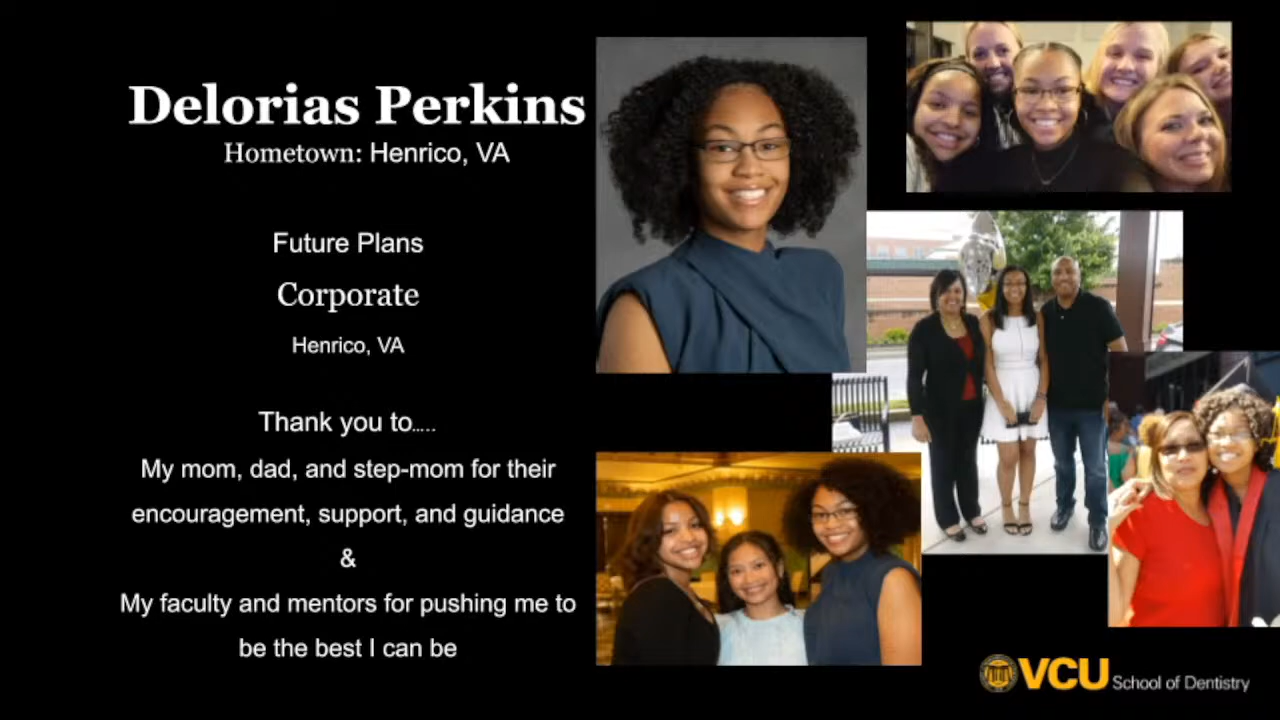 Delorias Perkins
Hometown: Henrico, VA
Future Plans
Corporate
Henrico, VA
Thank you to.....
My mom, dad, and step-mom for their
encouragement, support, and guidance
&
My faculty and mentors for pushing me to
be the best I can be
VCU School of Dentistry